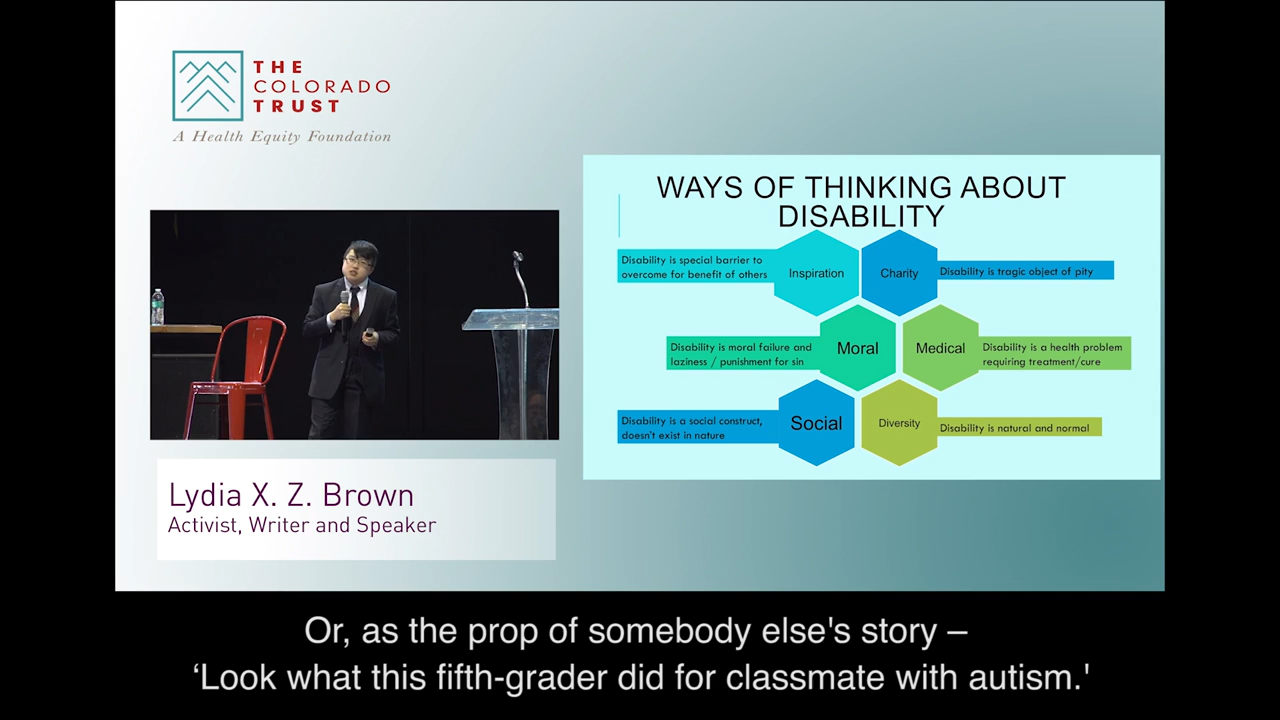 THE
COLORADO
TRUST
A Health Equity Foundation
WAYS OF THINKING ABOUT
DISABILITY
Disability is special barrier to
overcome for benefit of others
Inspiration
Charity
Disability is tragic object of pity
Disability is moral failure and
laziness / punishment for sin
Moral
Medical
Disability is a health problem
requiring treatment/cure
Disability is a social construct,
doesn't exist in nature
Social
Diversity
Disability is natural and normal
Lydia X. Z. Brown
Activist, Writer and Speaker
Or, as the prop of somebody else's story –
‘Look what this fifth-grader did for classmate with autism.'